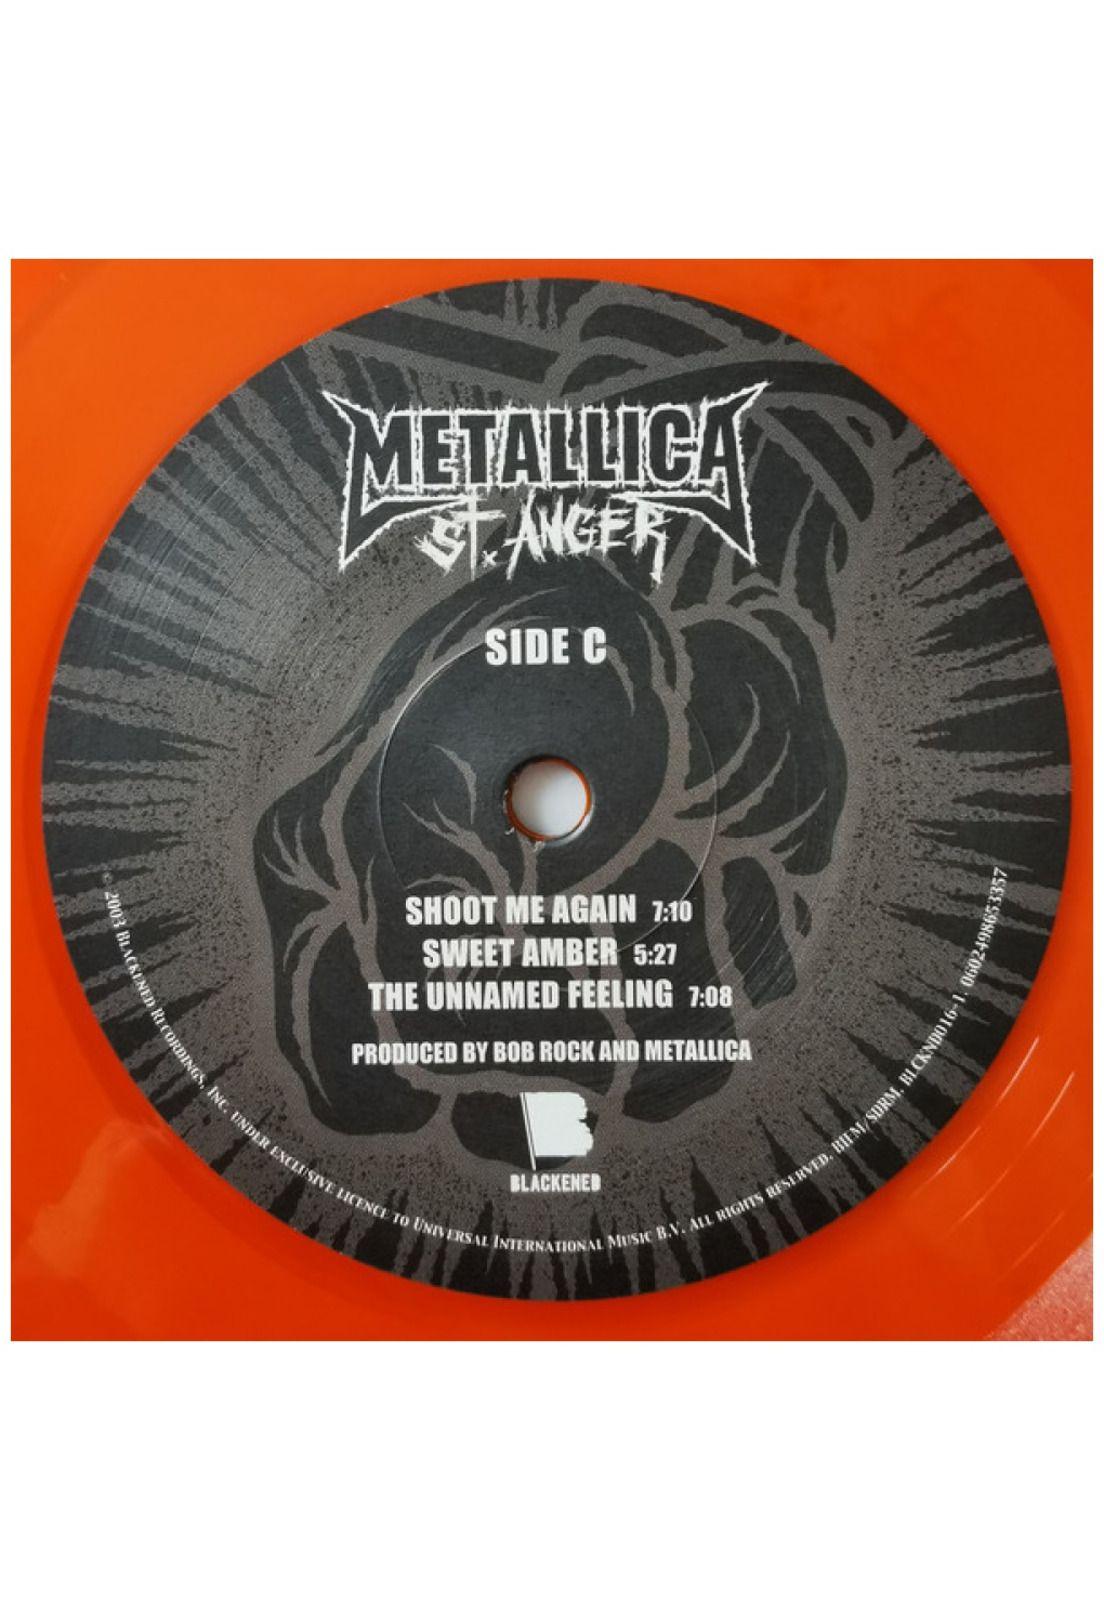 METALLICA
ST. ANGER
SIDE C
SHOOT ME AGAIN 7:10
SWEET AMBER 5:27
THE UNNAMED FEELING 7:08
PRODUCED BY BOB ROCK AND METALLICA
BLACKENED
© 2003 BLACKENED RECORDINGS, INC. UNDER EXCLUSIVE LICENCE TO UNIVERSAL INTERNATIONAL MUSIC B.V. ALL RIGHTS RESERVED. BIEM/SDRM. BLCKND016-1. 0602498653357